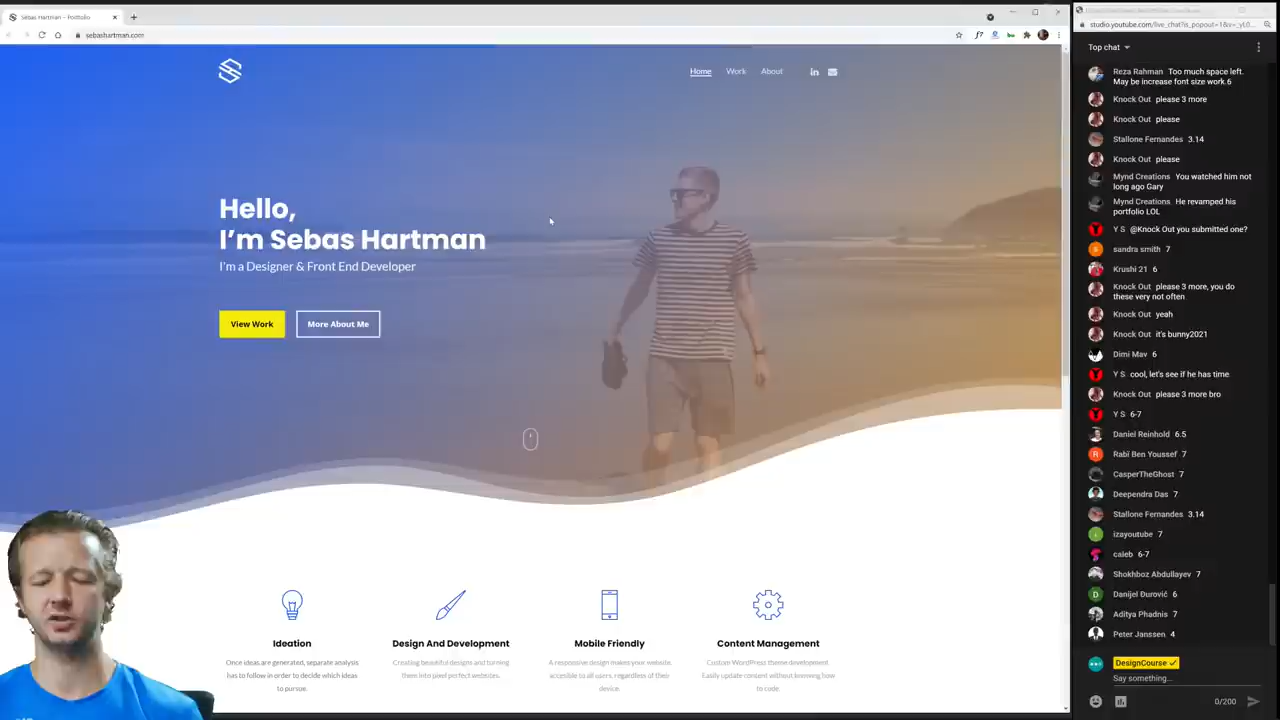 Sebas Hartman - Portfolio
sebashartman.com
Home
Work
About
Hello,
I'm Sebas Hartman
I'm a Designer & Front End Developer
View Work
More About Me
Ideation
Once ideas are generated, separate analysis
has to follow in order to decide which ideas
to pursue.
Design And Development
Creating beautiful designs and turning
them into pixel perfect websites.
Mobile Friendly
A responsive design makes your website,
accessible to all users, regardless of their
device.
Content Management
Custom WordPress theme development
Easily update content without knowing how
to code.
Top chat
Reza Rahman Too much space left.
May be increase font size work.6
Knock Out please 3 more
Knock Out please
Stallone Fernandes 3.14
Knock Out please
Mynd Creations You watched him not
long ago Gary
Mynd Creations He revamped his
portfolio LOL
Y S @Knock Out you submitted one?
sandra smith 7
Krushi 21 6
Knock Out please 3 more, you do
these very not often
Knock Out yeah
Knock Out it's bunny2021
Dimi Mav 6
Y S cool, let's see if he has time
Knock Out please 3 more bro
Y S 6-7
Daniel Reinhold 6.5
Rabï Ben Youssef 7
CasperTheGhost 7
Deependra Das 7
Stallone Fernandes 3.14
izayoutube 7
caleb 6-7
Shokhboz Abdullayev 7
Danijel Đurović 6
Aditya Phadnis 7
Peter Janssen 4
DesignCourse
Say something...
0/200